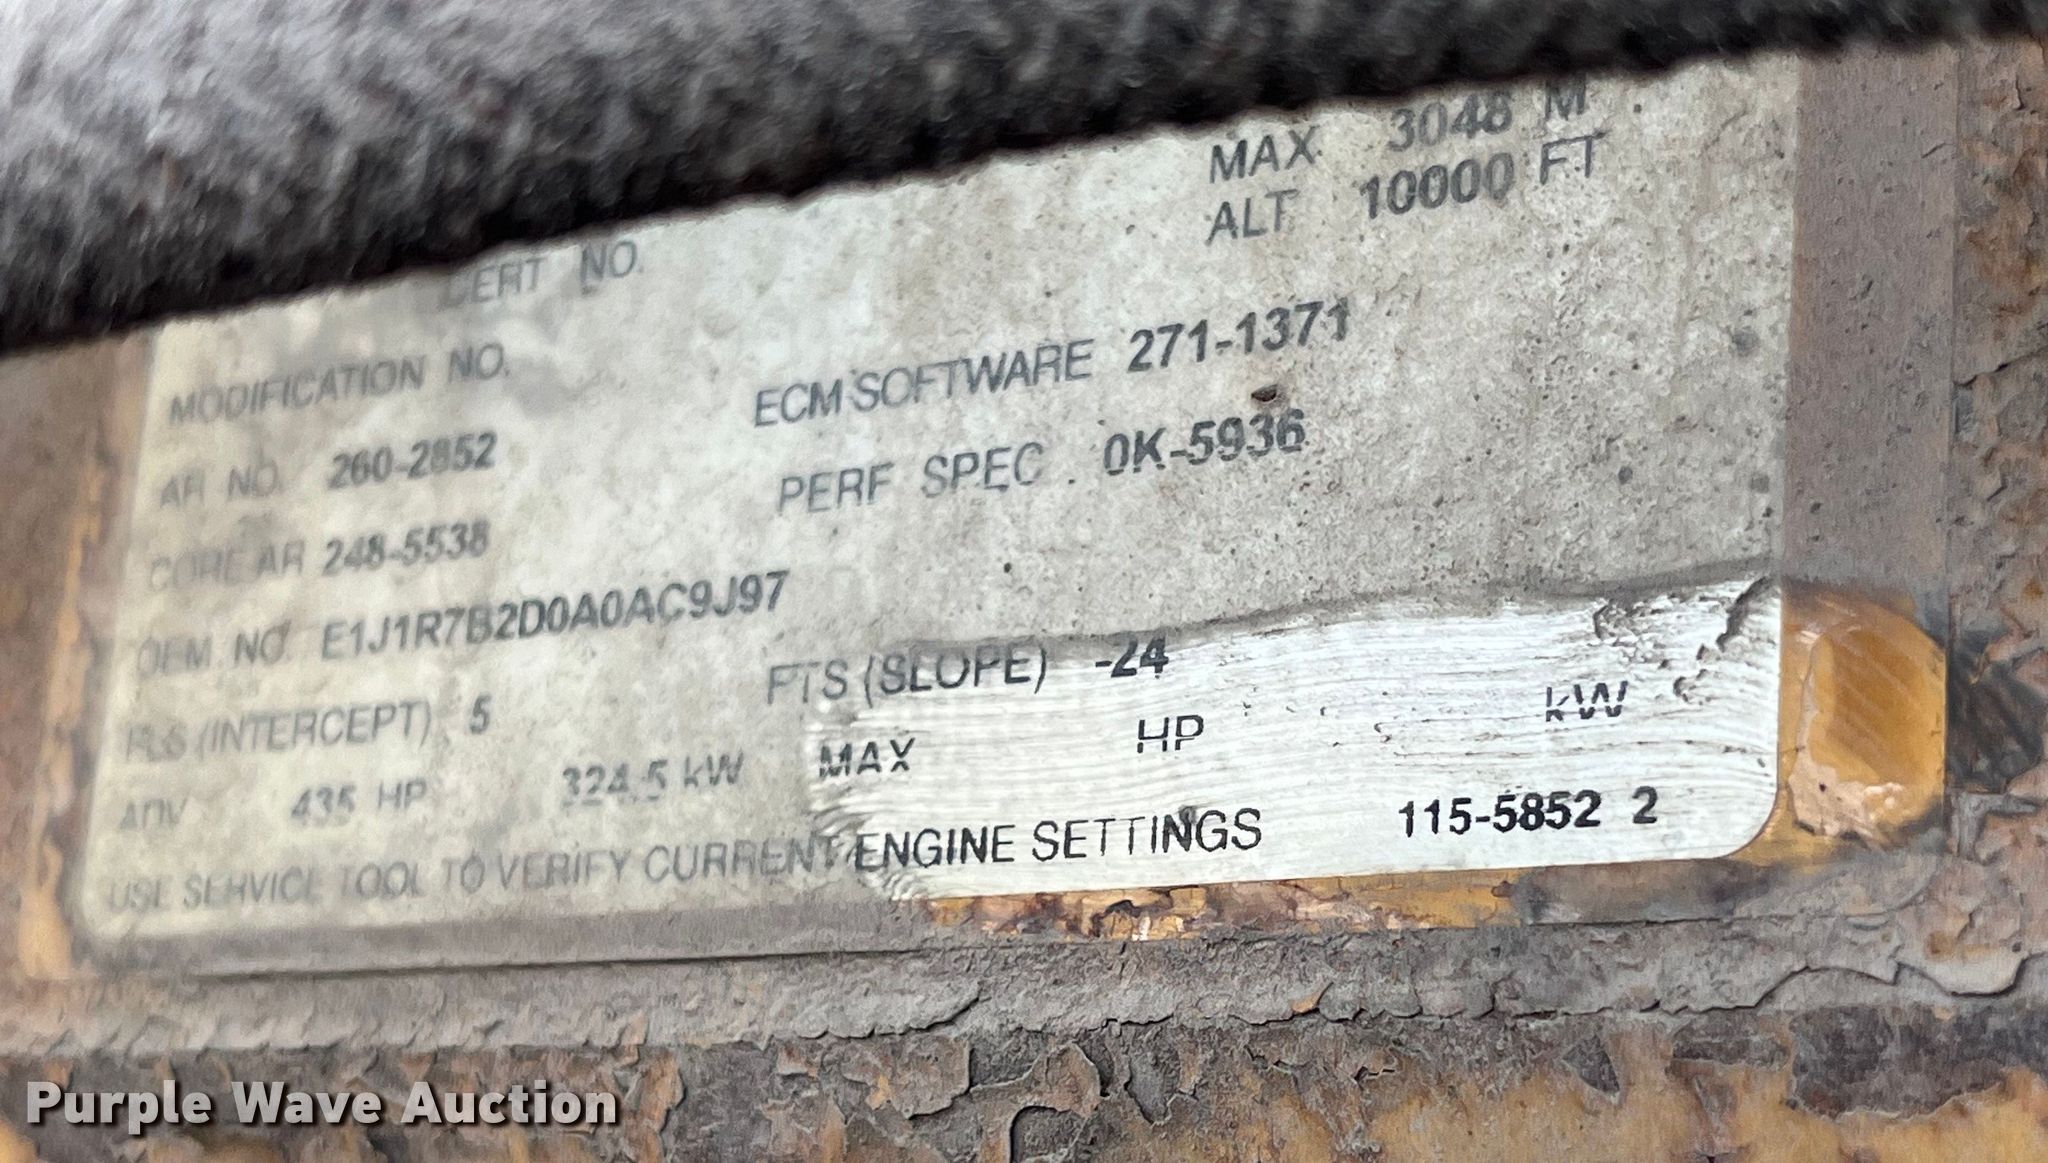 MAX 3048 M
ALT 10000 FT
CERT NO.
MODIFICATION NO.
ECM SOFTWARE 271-1371
AR NO. 260-2852
PERF SPEC 0K-5936
CORE AR 248-5538
OEM NO. E1J1R7B2D0A0AC9J97
FLS (INTERCEPT) 5
FTS (SLOPE) -24
ADV 435 HP 324.5 kW MAX HP kW
USE SERVICE TOOL TO VERIFY CURRENT ENGINE SETTINGS 115-5852 2
Purple Wave Auction